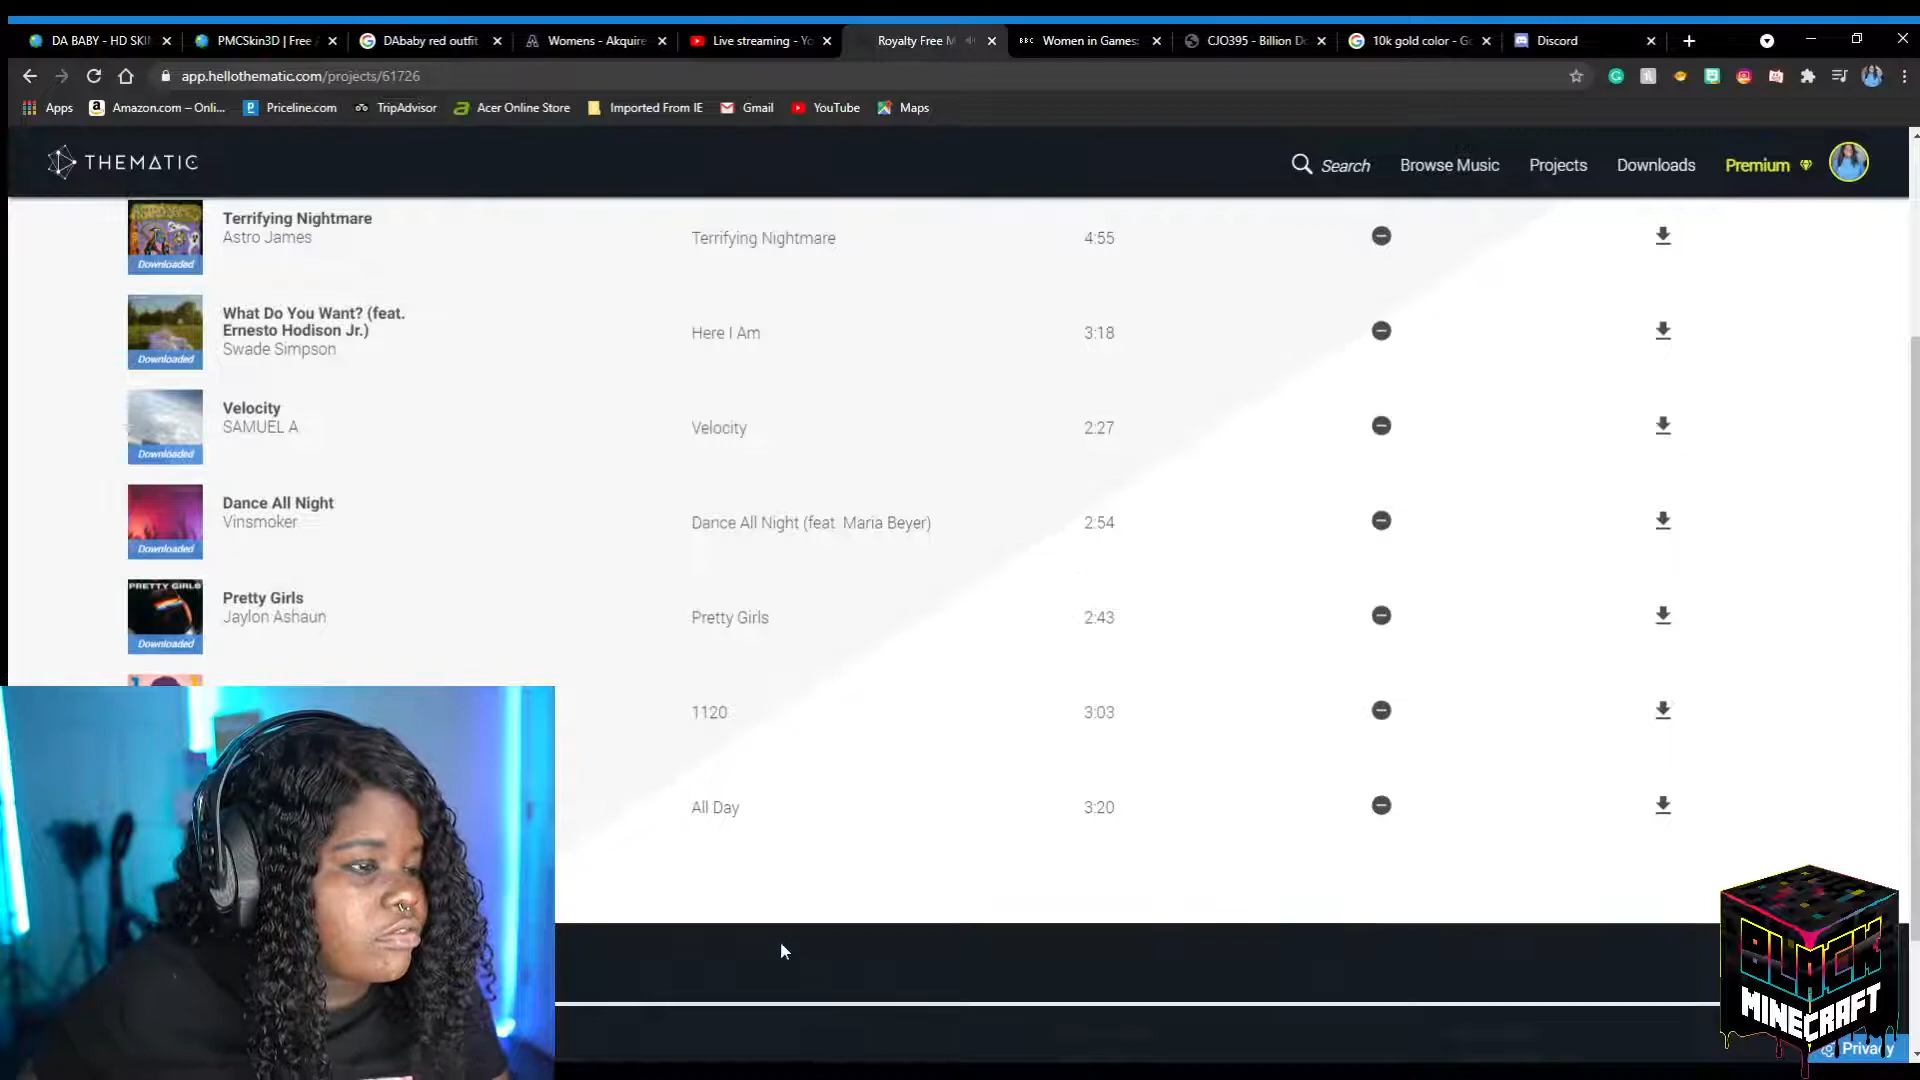 DA BABY - HD SKI
PMCSkin3D | Free
DAbaby red outfit
Womens - Akquire
Live streaming - Yo
Royalty Free M
BBC Women in Games:
CJO395 - Billion Do
10k gold color - Go
Discord
app.hellothematic.com/projects/61726
Apps
Amazon.com – Onli...
Priceline.com
TripAdvisor
Acer Online Store
Imported From IE
Gmail
YouTube
Maps
THEMATIC
Search
Browse Music
Projects
Downloads
Premium
Downloaded
Terrifying Nightmare
Astro James
Terrifying Nightmare
4:55
Downloaded
What Do You Want? (feat.
Ernesto Hodison Jr.)
Swade Simpson
Here I Am
3:18
Downloaded
Velocity
SAMUEL A
Velocity
2:27
Downloaded
Dance All Night
Vinsmoker
Dance All Night (feat Maria Beyer)
2:54
PRETTY GIRLS
Downloaded
Pretty Girls
Jaylon Ashaun
Pretty Girls
2:43
1120
3:03
All Day
3:20
BLACK
MINECRAFT
Privacy